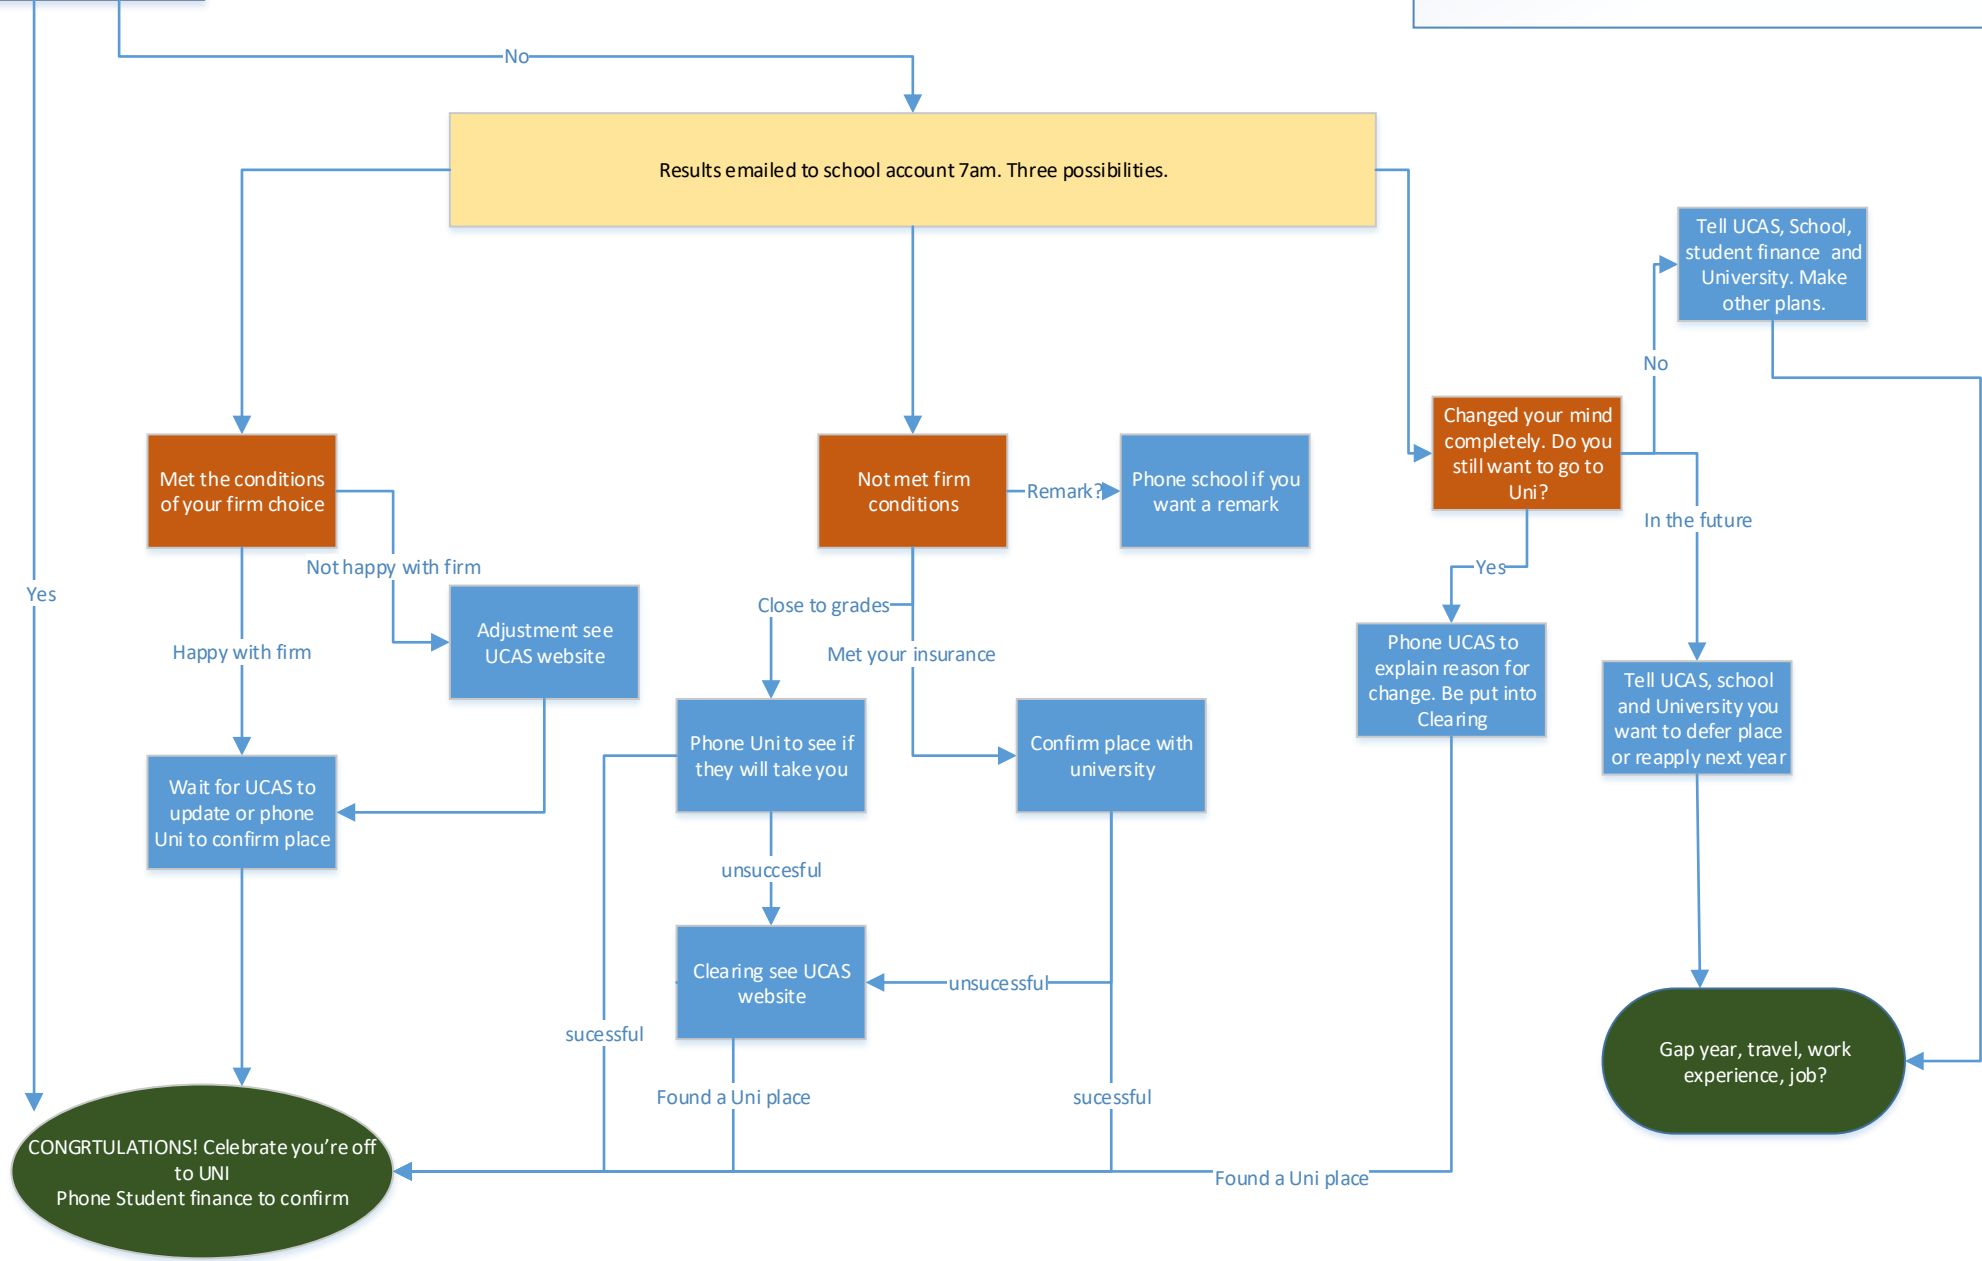 No
Results emailed to school account 7am. Three possibilities.
Tell UCAS, School,
student finance and
University. Make
other plans.
No
Changed your mind
completely. Do you
still want to go to
Uni?
Met the conditions
of your firm choice
Not met firm
conditions
Remark?
Phone school if you
want a remark
In the future
Not happy with firm
Yes
Yes
Close to grades
Happy with firm
Adjustment see
UCAS website
Met your insurance
Phone UCAS to
explain reason for
change. Be put into
Clearing
Tell UCAS, school
and University you
want to defer place
or reapply next year
Phone Uni to see if
they will take you
Confirm place with
university
Wait for UCAS to
update or phone
Uni to confirm place
unsuccesful
Clearing see UCAS
website
unsucessful
sucessful
Gap year, travel, work
experience, job?
Found a Uni place
sucessful
CONGRTULATIONS! Celebrate you’re off
to UNI
Phone Student finance to confirm
Found a Uni place